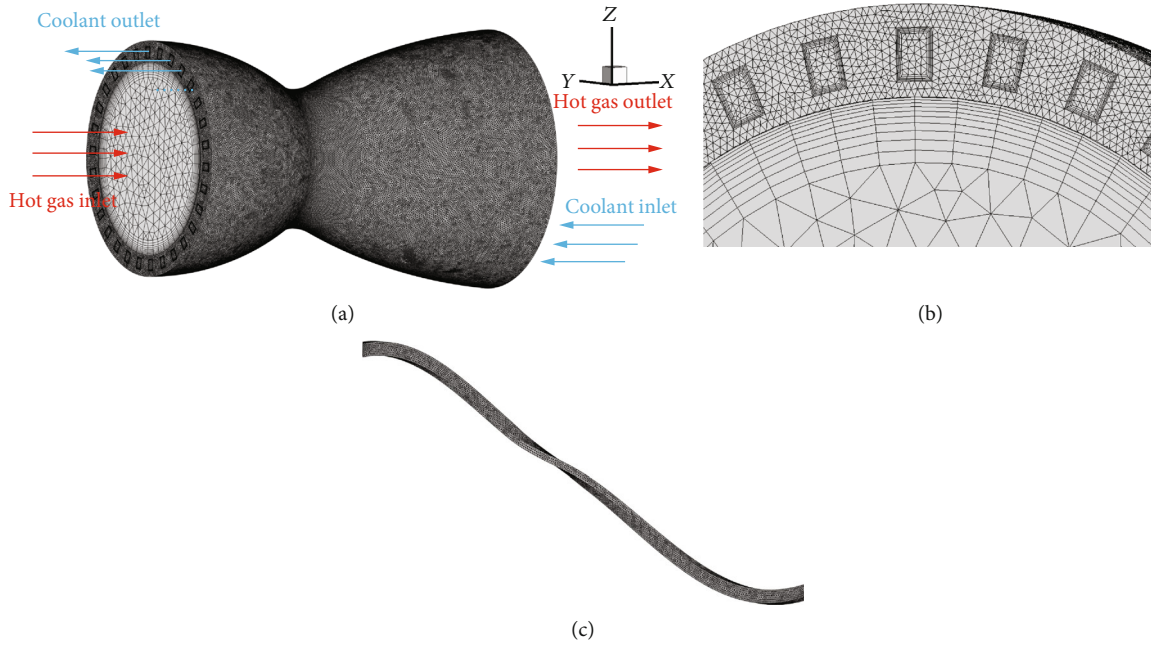 Coolant outlet
Z
Y
X
Hot gas outlet
Hot gas inlet
Coolant inlet
(a)
(b)
(c)